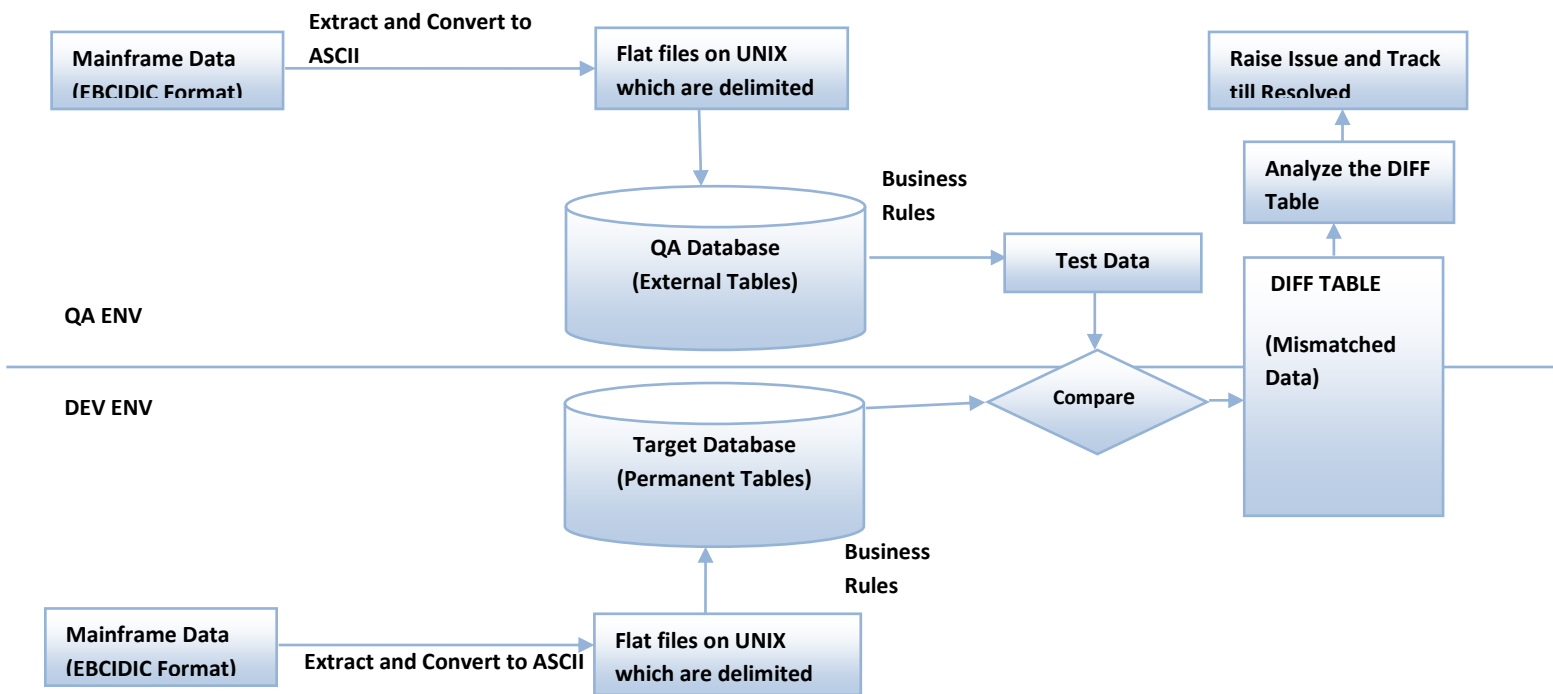 Extract and Convert to
ASCII
Mainframe Data
(EBCIDIC Format)
Flat files on UNIX
which are delimited
Raise Issue and Track
till Resolved
Analyze the DIFF
Table
Business
Rules
QA Database
(External Tables)
Test Data
DIFF TABLE
(Mismatched
Data)
QA ENV
DEV ENV
Compare
Target Database
(Permanent Tables)
Business
Rules
Mainframe Data
(EBCIDIC Format)
Extract and Convert to ASCII
Flat files on UNIX
which are delimited